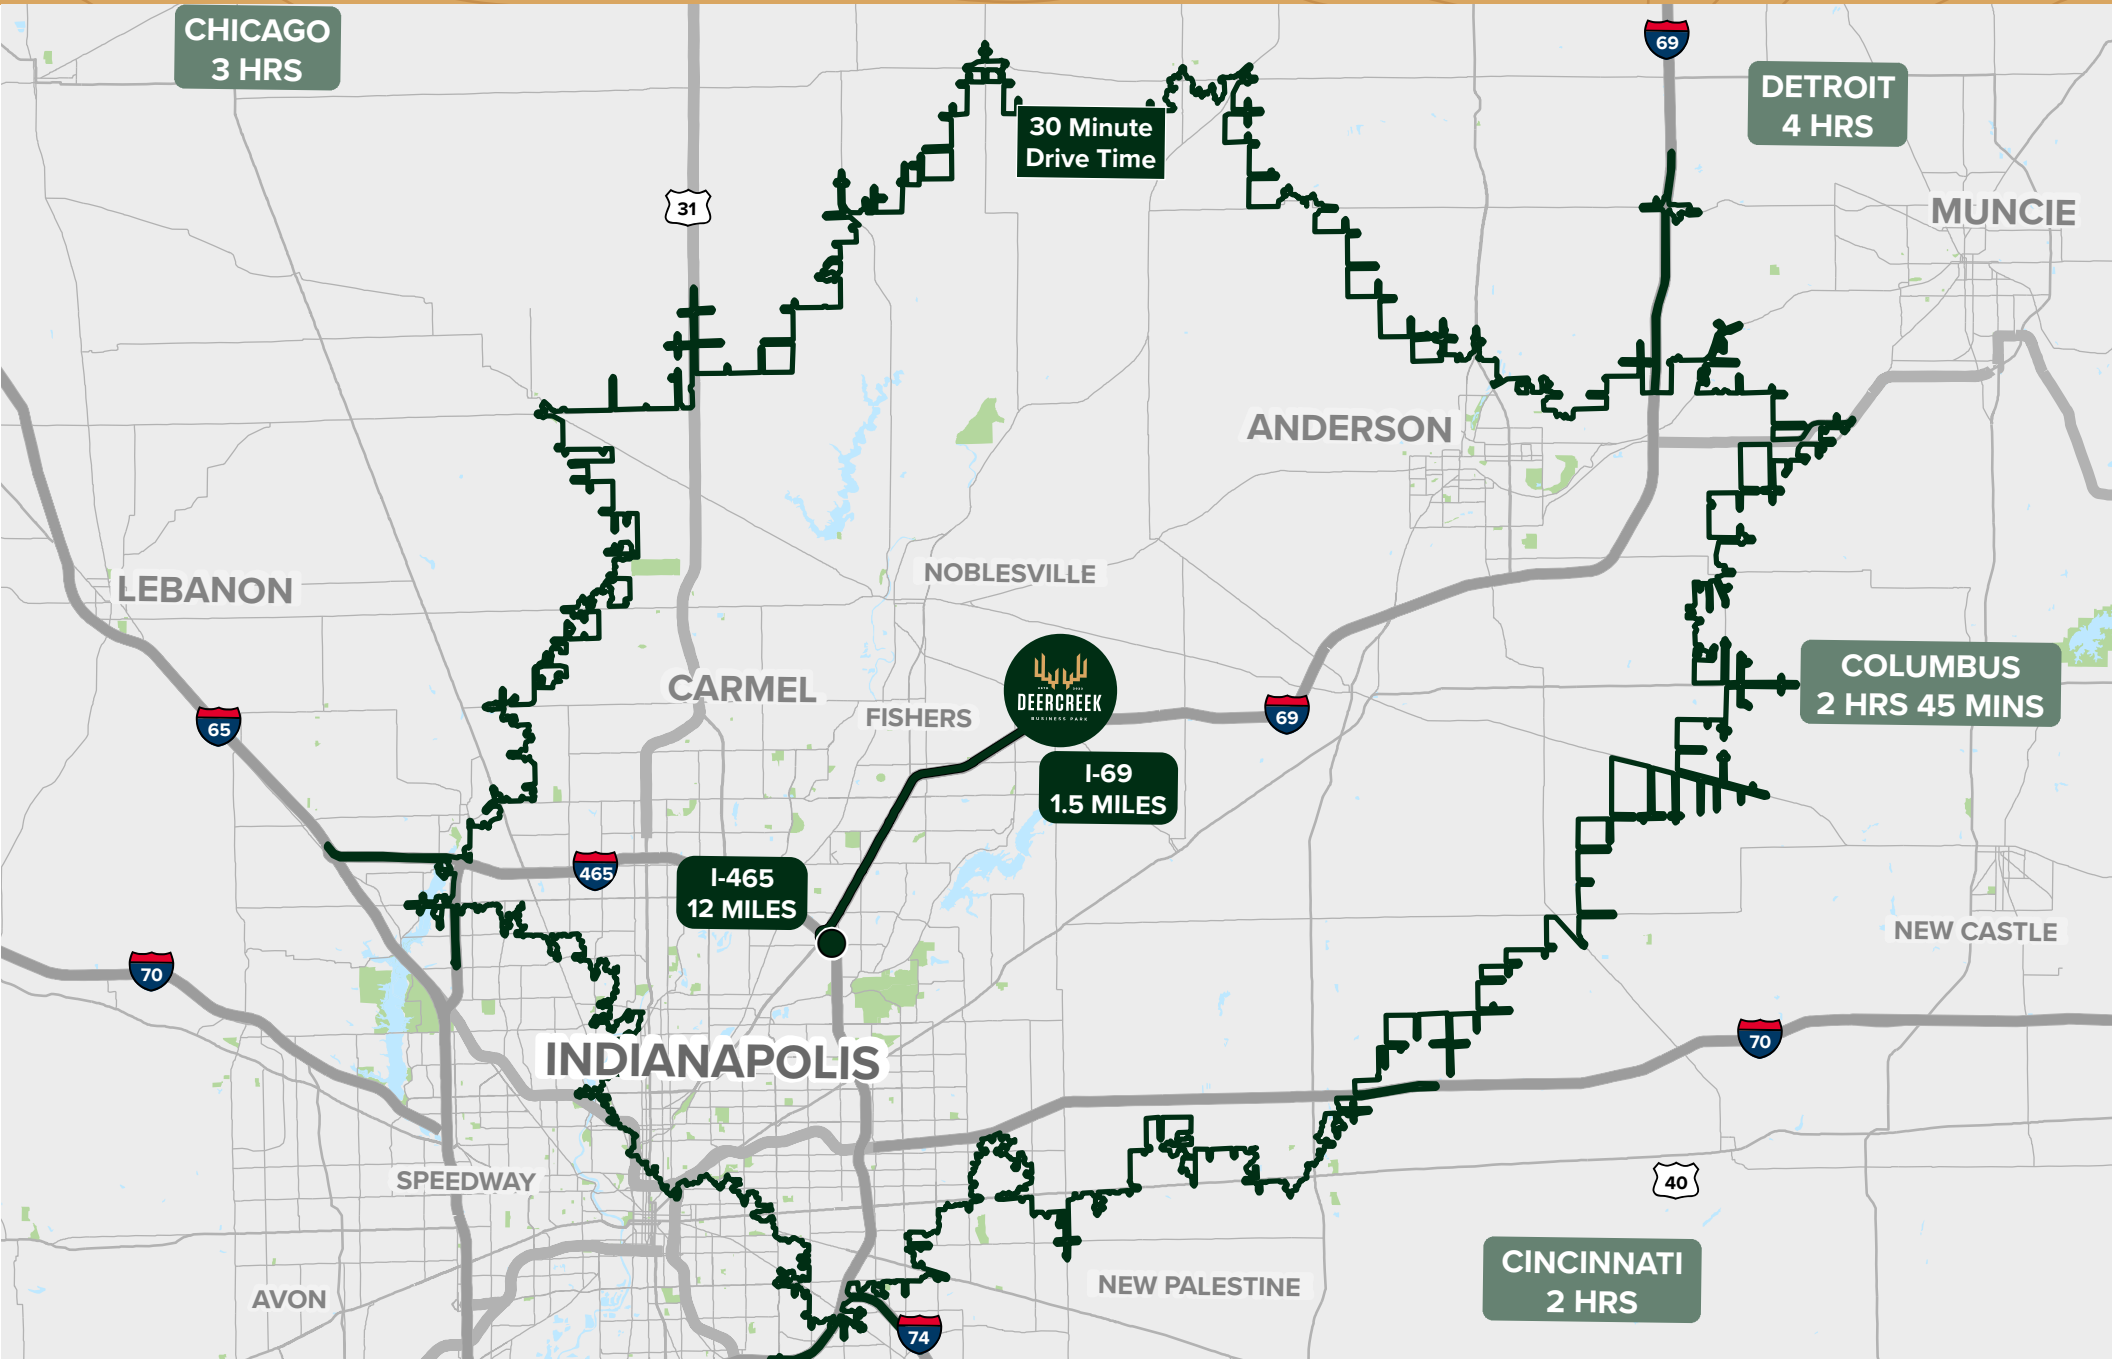 CHICAGO
3 HRS
69
DETROIT
4 HRS
30 Minute
Drive Time
31
MUNCIE
ANDERSON
NOBLESVILLE
LEBANON
COLUMBUS
2 HRS 45 MINS
CARMEL
FISHERS
DEERCREEK
BUSINESS PARK
69
65
I-69
1.5 MILES
465
I-465
12 MILES
NEW CASTLE
70
70
INDIANAPOLIS
SPEEDWAY
40
CINCINNATI
2 HRS
NEW PALESTINE
AVON
74